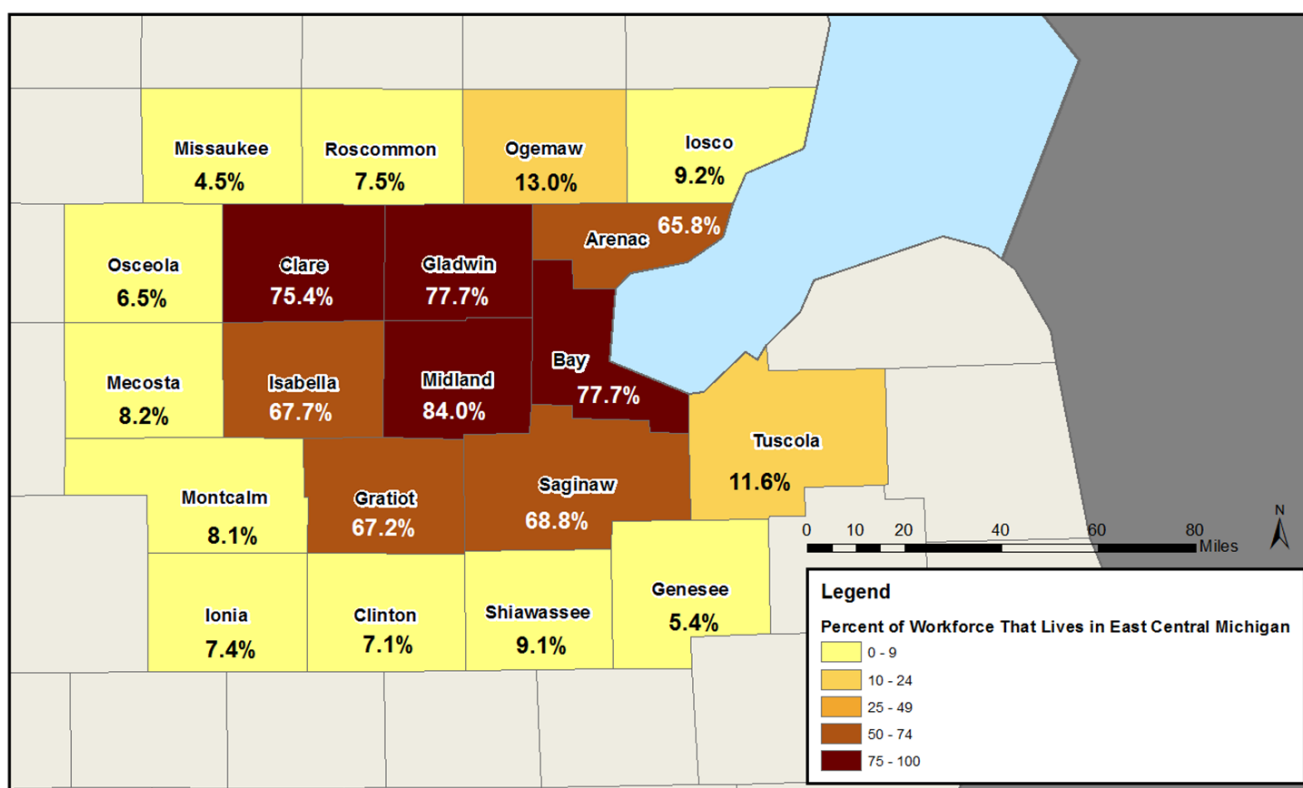 Missaukee
4.5%
Roscommon
7.5%
Ogemaw
13.0%
Iosco
9.2%
Osceola
6.5%
Clare
75.4%
Gladwin
77.7%
Arenac
65.8%
Mecosta
8.2%
Isabella
67.7%
Midland
84.0%
Bay
77.7%
Tuscola
11.6%
Montcalm
8.1%
Gratiot
67.2%
Saginaw
68.8%
Ionia
7.4%
Clinton
7.1%
Shiawassee
9.1%
Genesee
5.4%
0 10 20 40 60 80
Miles
N
Legend
Percent of Workforce That Lives in East Central Michigan
0 - 9
10 - 24
25 - 49
50 - 74
75 - 100